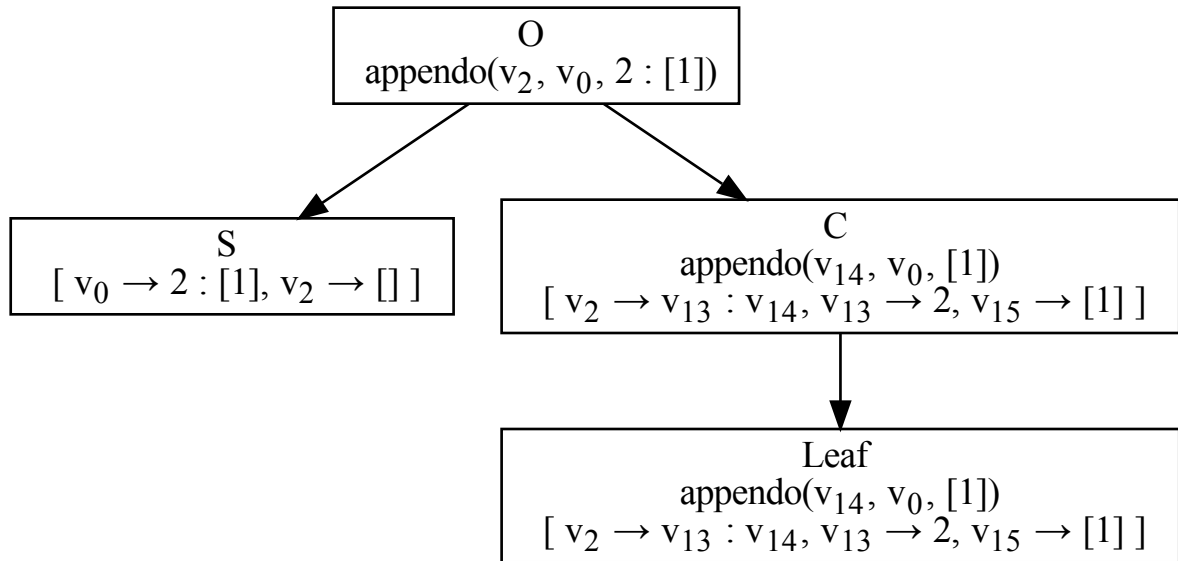 O
appendo(v₂, v₀, 2 : [1])
S
[ v₀ → 2 : [1], v₂ → [] ]
C
appendo(v₁₄, v₀, [1])
[ v₂ → v₁₃ : v₁₄, v₁₃ → 2, v₁₅ → [1] ]
Leaf
appendo(v₁₄, v₀, [1])
[ v₂ → v₁₃ : v₁₄, v₁₃ → 2, v₁₅ → [1] ]